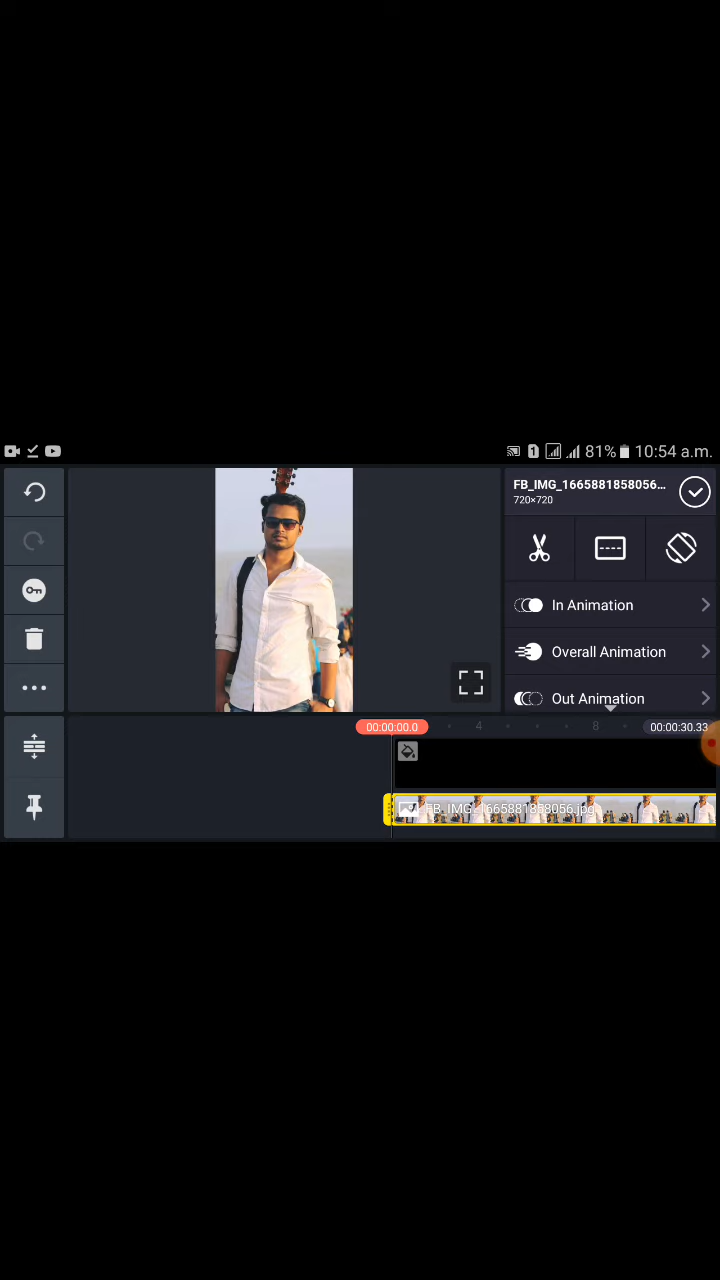 1 81% 10:54 a.m.
FB_IMG_1665881858056...
720×720
In Animation
Overall Animation
Out Animation
00:00:00.0 4 8 00:00:30.33
FB_IMG_1665881858056.jpg